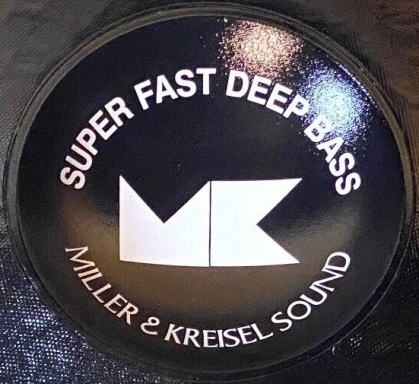 SUPER FAST DEEP BASS
MK
MILLER & KREISEL SOUND